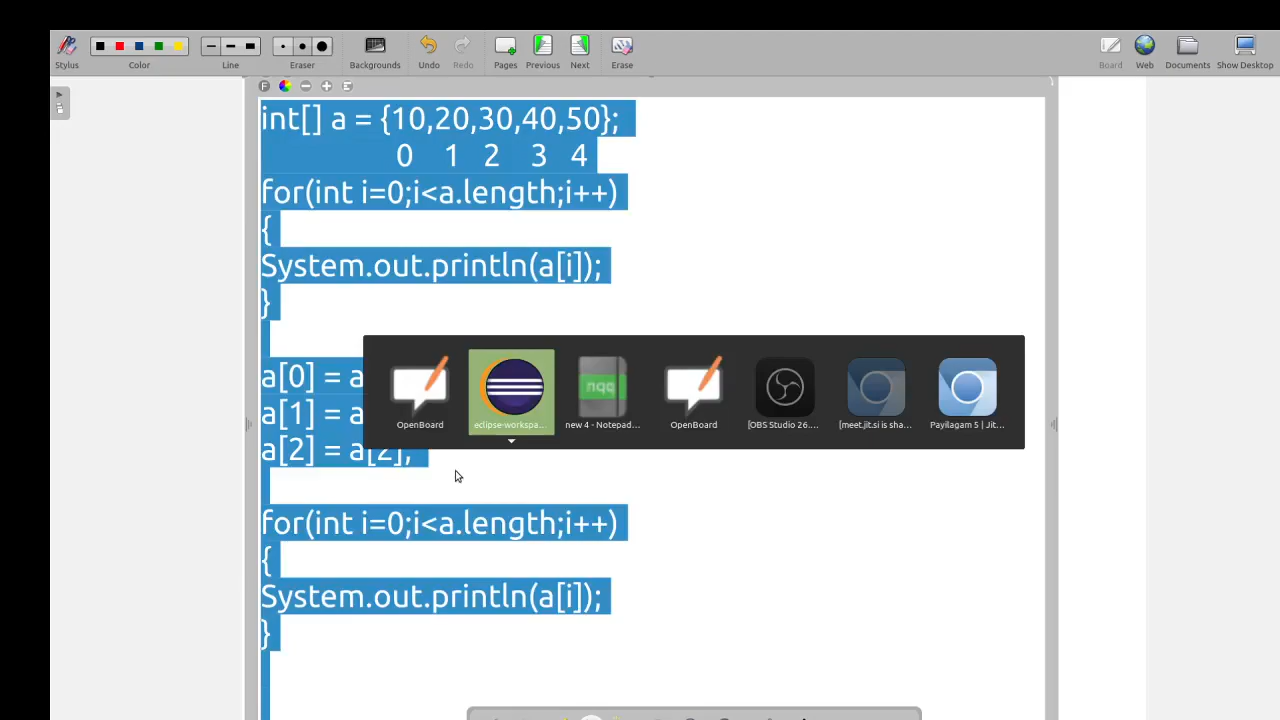 Stylus
Color
Line
Eraser
Backgrounds
Undo
Redo
Pages
Previous
Next
Erase
Board
Web
Documents
Show Desktop
int[] a = {10,20,30,40,50};
0 1 2 3 4
for(int i=0;i<a.length;i++)
{
System.out.println(a[i]);
}
a[0] = a
a[1] = a
a[2] = a[2];
OpenBoard
eclipse-workspa...
nqq
new 4 - Notepad...
OpenBoard
[OBS Studio 26....
[meet.jit.si is sha...
Payilagam 5 | Jit...
for(int i=0;i<a.length;i++)
{
System.out.println(a[i]);
}